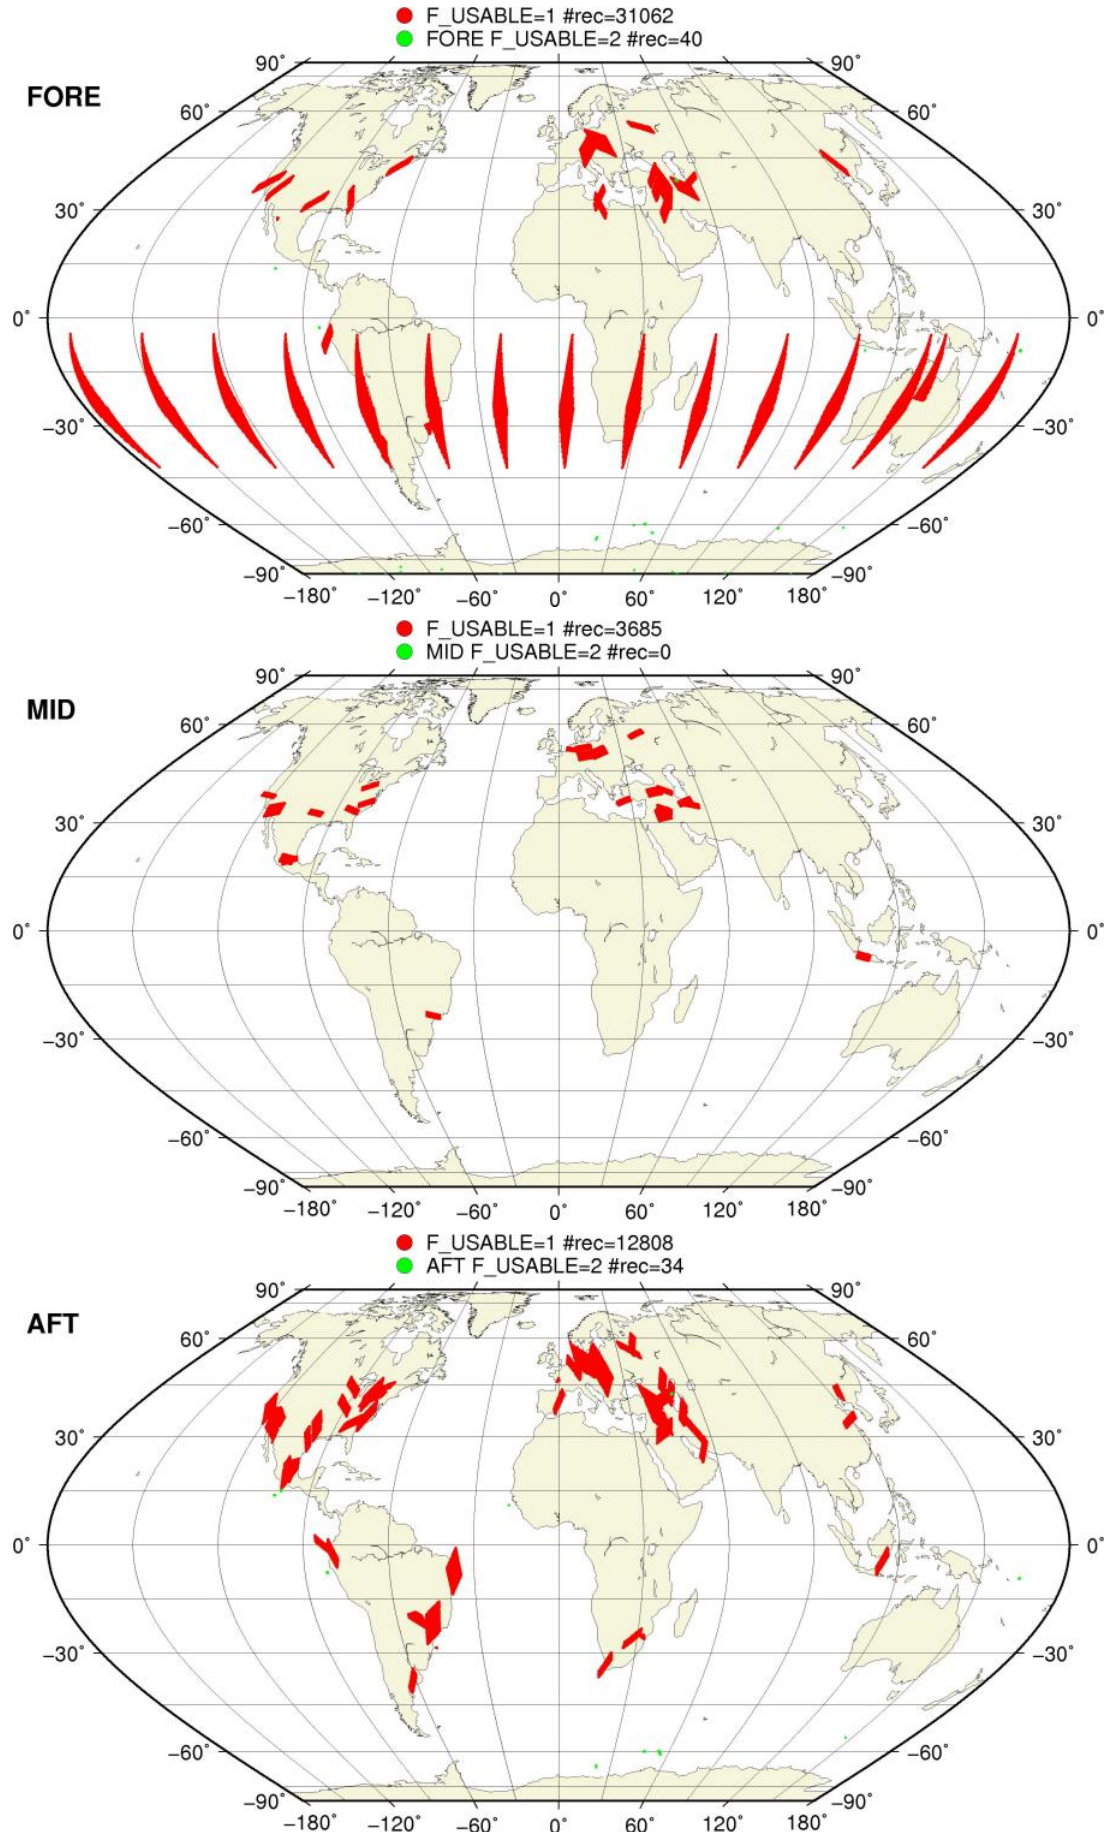 F_USABLE=1 #rec=31062
FORE F_USABLE=2 #rec=40
90° 90°
FORE
60° 60°
30° 30°
0° 0°
−30° −30°
−60° −60°
−90° −90°
−180° −120° −60° 0° 60° 120° 180°
F_USABLE=1 #rec=3685
MID F_USABLE=2 #rec=0
90° 90°
MID
60° 60°
30° 30°
0° 0°
−30° −30°
−60° −60°
−90° −90°
−180° −120° −60° 0° 60° 120° 180°
F_USABLE=1 #rec=12808
AFT F_USABLE=2 #rec=34
90° 90°
AFT
60° 60°
30° 30°
0° 0°
−30° −30°
−60° −60°
−90° −90°
−180° −120° −60° 0° 60° 120° 180°